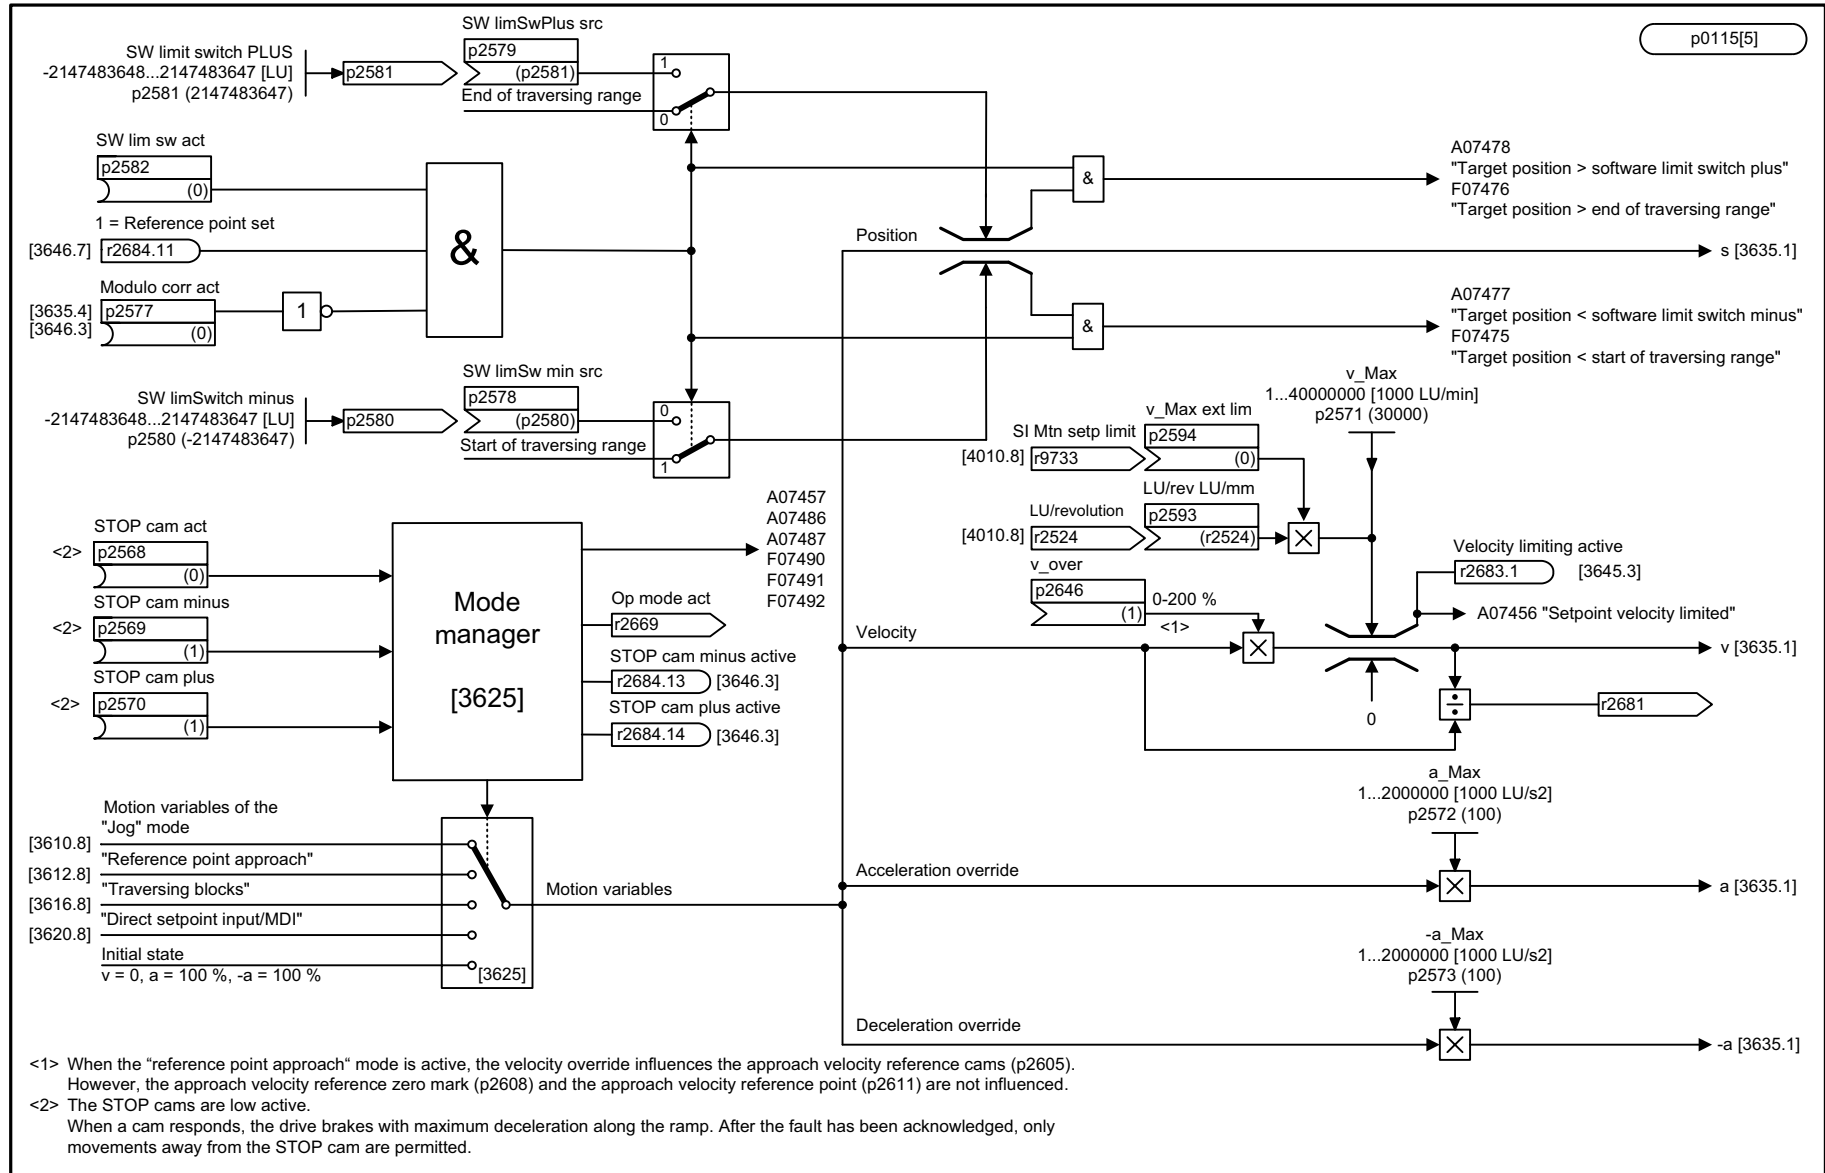 p0115[5]
SW limit switch PLUS
-2147483648...2147483647 [LU]
p2581 (2147483647)
p2581
SW limSwPlus src
p2579
(p2581)
End of traversing range
1
0
SW lim sw act
p2582
(0)
1 = Reference point set
[3646.7]
r2684.11
Modulo corr act
[3635.4]
[3646.3]
p2577
(0)
1
&
SW limSwitch minus
-2147483648...2147483647 [LU]
p2580 (-2147483647)
p2580
SW limSw min src
p2578
(p2580)
Start of traversing range
0
1
&
A07478
"Target position > software limit switch plus"
F07476
"Target position > end of traversing range"
Position
s [3635.1]
&
A07477
"Target position < software limit switch minus"
F07475
"Target position < start of traversing range"
v_Max
1...40000000 [1000 LU/min]
p2571 (30000)
v_Max ext lim
SI Mtn setp limit
p2594
[4010.8]
r9733
(0)
LU/rev LU/mm
LU/revolution
p2593
[4010.8]
r2524
(r2524)
v_over
p2646
(1)
0-200 %
<1>
Velocity limiting active
r2683.1
[3645.3]
A07456 "Setpoint velocity limited"
Velocity
v [3635.1]
0
r2681
STOP cam act
<2>
p2568
(0)
STOP cam minus
<2>
p2569
(1)
STOP cam plus
<2>
p2570
(1)
Mode
manager
[3625]
A07457
A07486
A07487
F07490
F07491
F07492
Op mode act
r2669
STOP cam minus active
r2684.13
[3646.3]
STOP cam plus active
r2684.14
[3646.3]
Motion variables of the
"Jog" mode
[3610.8]
"Reference point approach"
[3612.8]
"Traversing blocks"
[3616.8]
"Direct setpoint input/MDI"
[3620.8]
Initial state
v = 0, a = 100 %, -a = 100 %
[3625]
Motion variables
a_Max
1...2000000 [1000 LU/s2]
p2572 (100)
Acceleration override
a [3635.1]
-a_Max
1...2000000 [1000 LU/s2]
p2573 (100)
Deceleration override
-a [3635.1]
<1> When the “reference point approach“ mode is active, the velocity override influences the approach velocity reference cams (p2605).
However, the approach velocity reference zero mark (p2608) and the approach velocity reference point (p2611) are not influenced.
<2> The STOP cams are low active.
When a cam responds, the drive brakes with maximum deceleration along the ramp. After the fault has been acknowledged, only
movements away from the STOP cam are permitted.